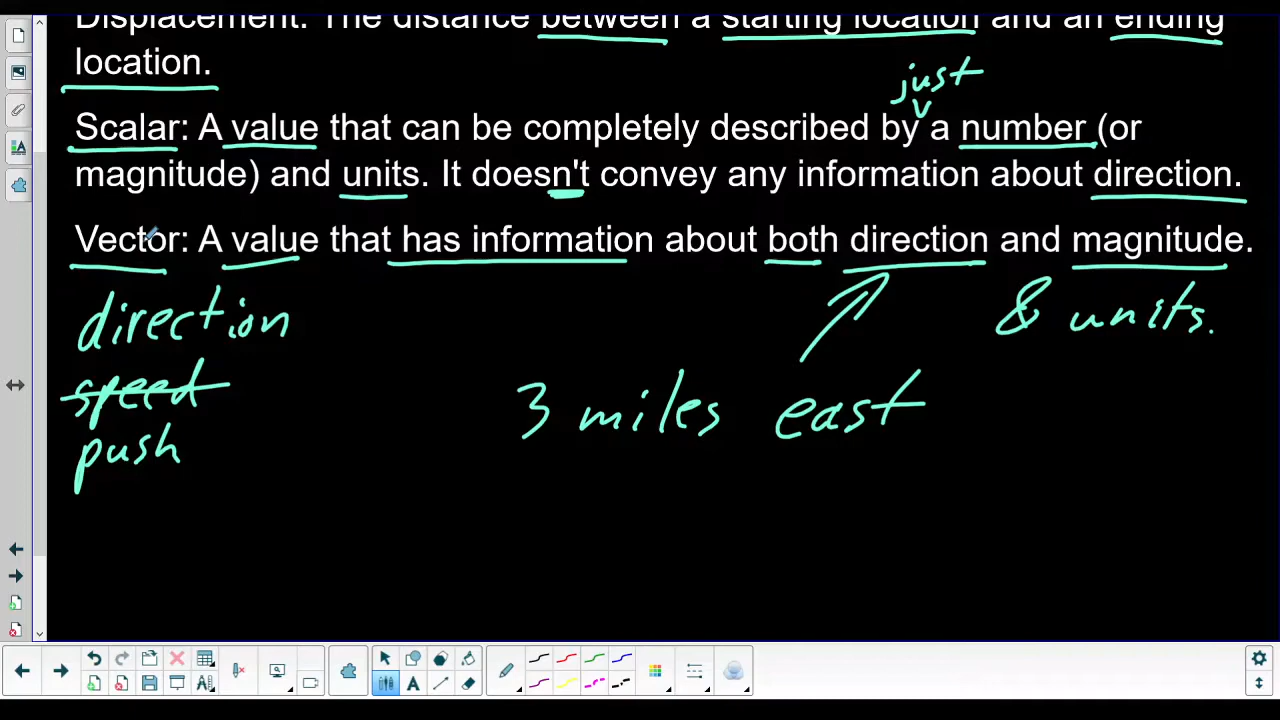 Displacement: The distance between a starting location and an ending
location.
just
Scalar: A value that can be completely described by a number (or
magnitude) and units. It doesn't convey any information about direction.
Vector: A value that has information about both direction and magnitude.
direction
& units.
speed
3 miles east
push